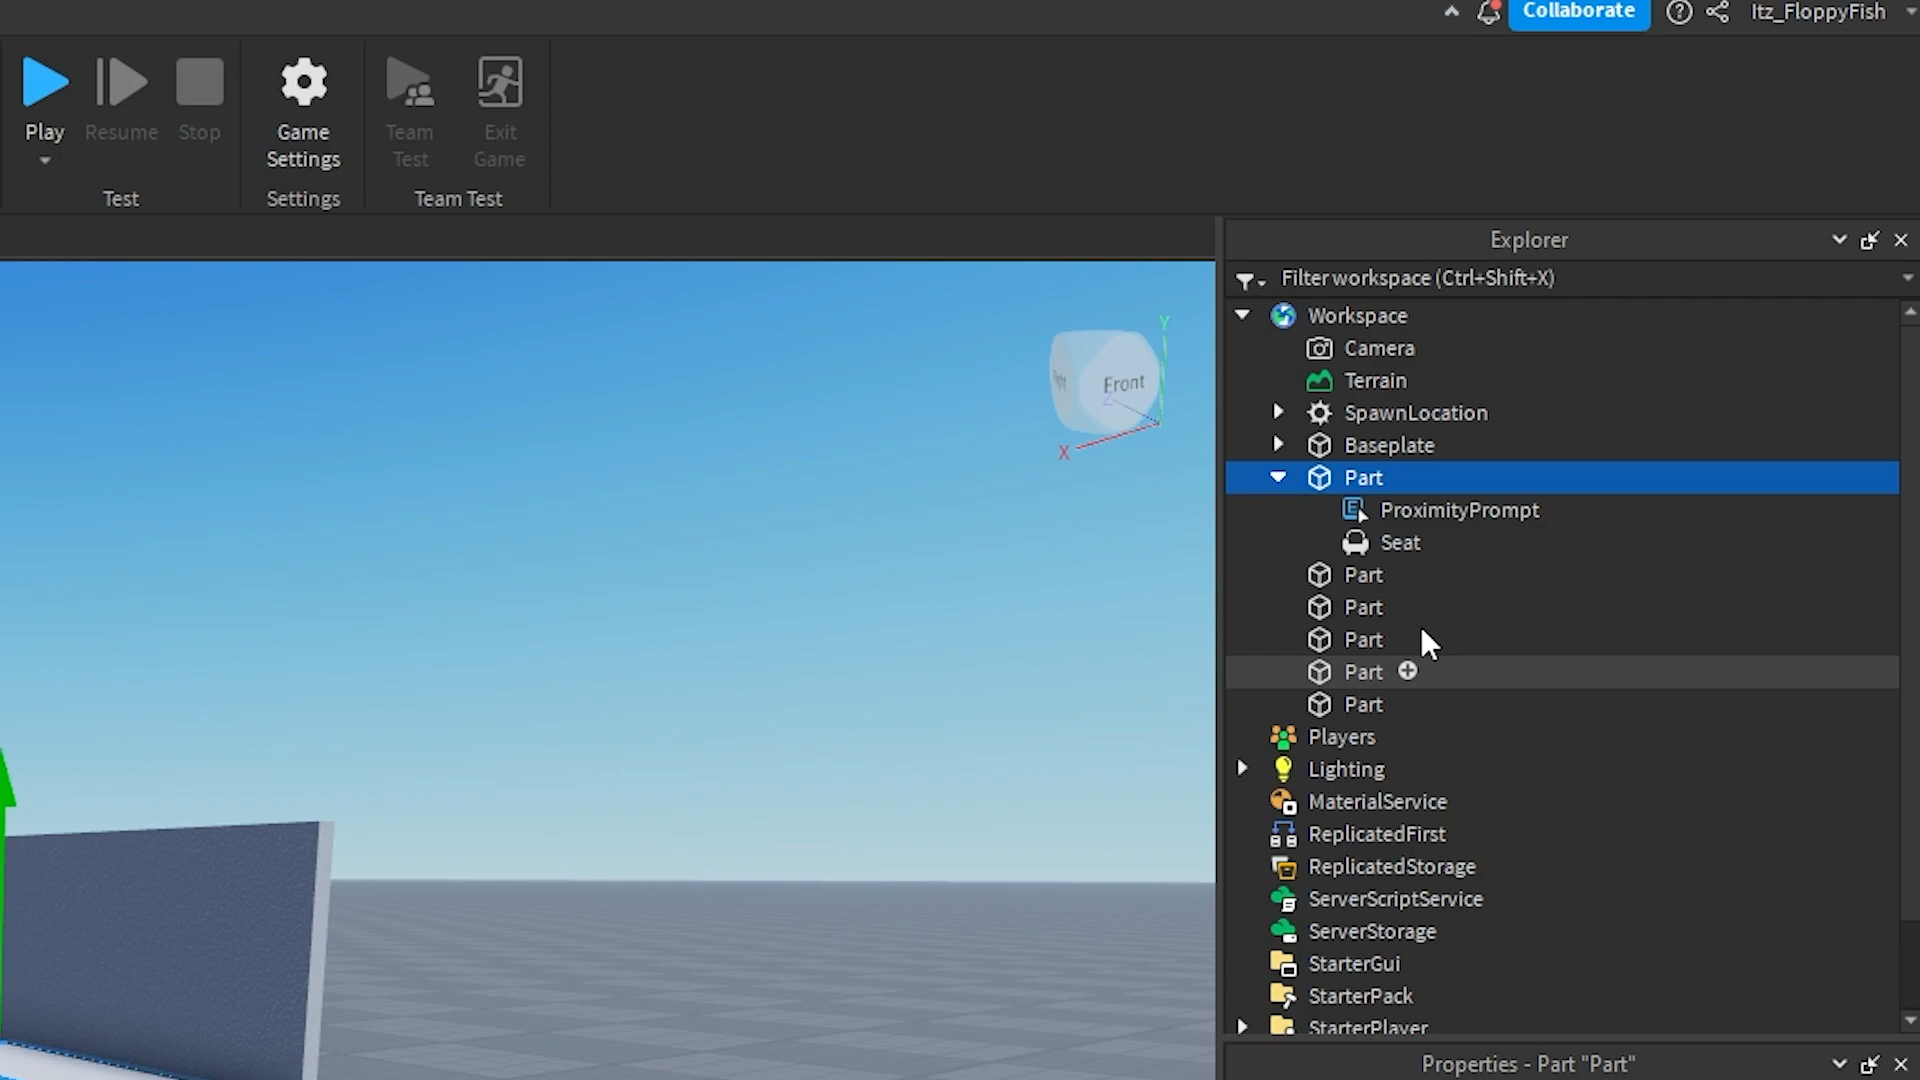 Collaborate
Itz_FloppyFish
Play
Resume
Stop
Game
Settings
Team
Test
Exit
Game
Test
Settings
Team Test
Explorer
Filter workspace (Ctrl+Shift+X)
Workspace
Camera
Terrain
SpawnLocation
Baseplate
Part
ProximityPrompt
Seat
Part
Part
Part
Part
Part
Players
Lighting
MaterialService
ReplicatedFirst
ReplicatedStorage
ServerScriptService
ServerStorage
StarterGui
StarterPack
StarterPlayer
Properties - Part "Part"
Y
Right
Front
Z
X